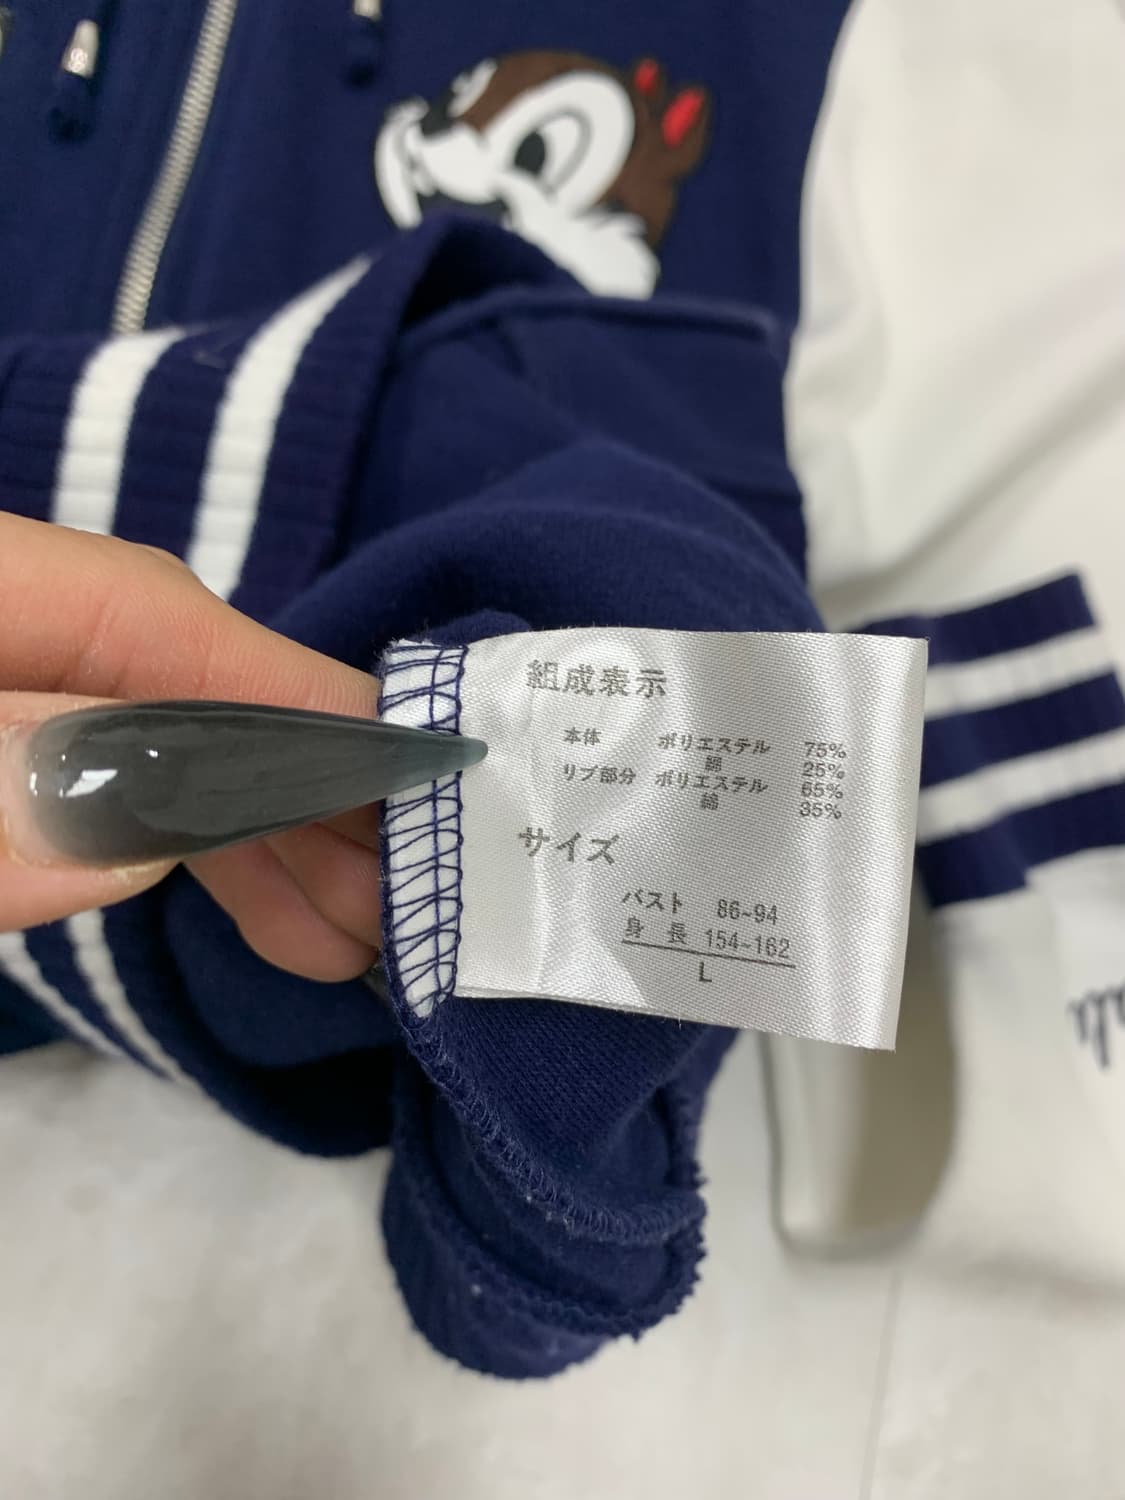 組成表示
本体 ポリエステル 75%
綿 25%
リブ部分 ポリエステル 65%
綿 35%
サイズ
バスト 86~94
身長 154~162
L